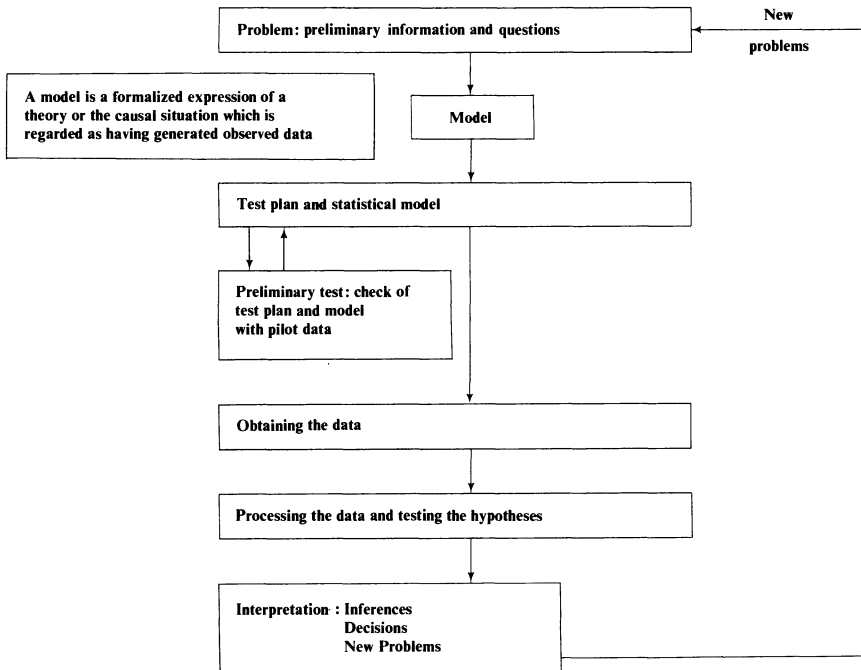 Problem: preliminary information and questions
New
problems
A model is a formalized expression of a
theory or the causal situation which is
regarded as having generated observed data
Model
Test plan and statistical model
Preliminary test: check of
test plan and model
with pilot data
Obtaining the data
Processing the data and testing the hypotheses
Interpretation : Inferences
Decisions
New Problems